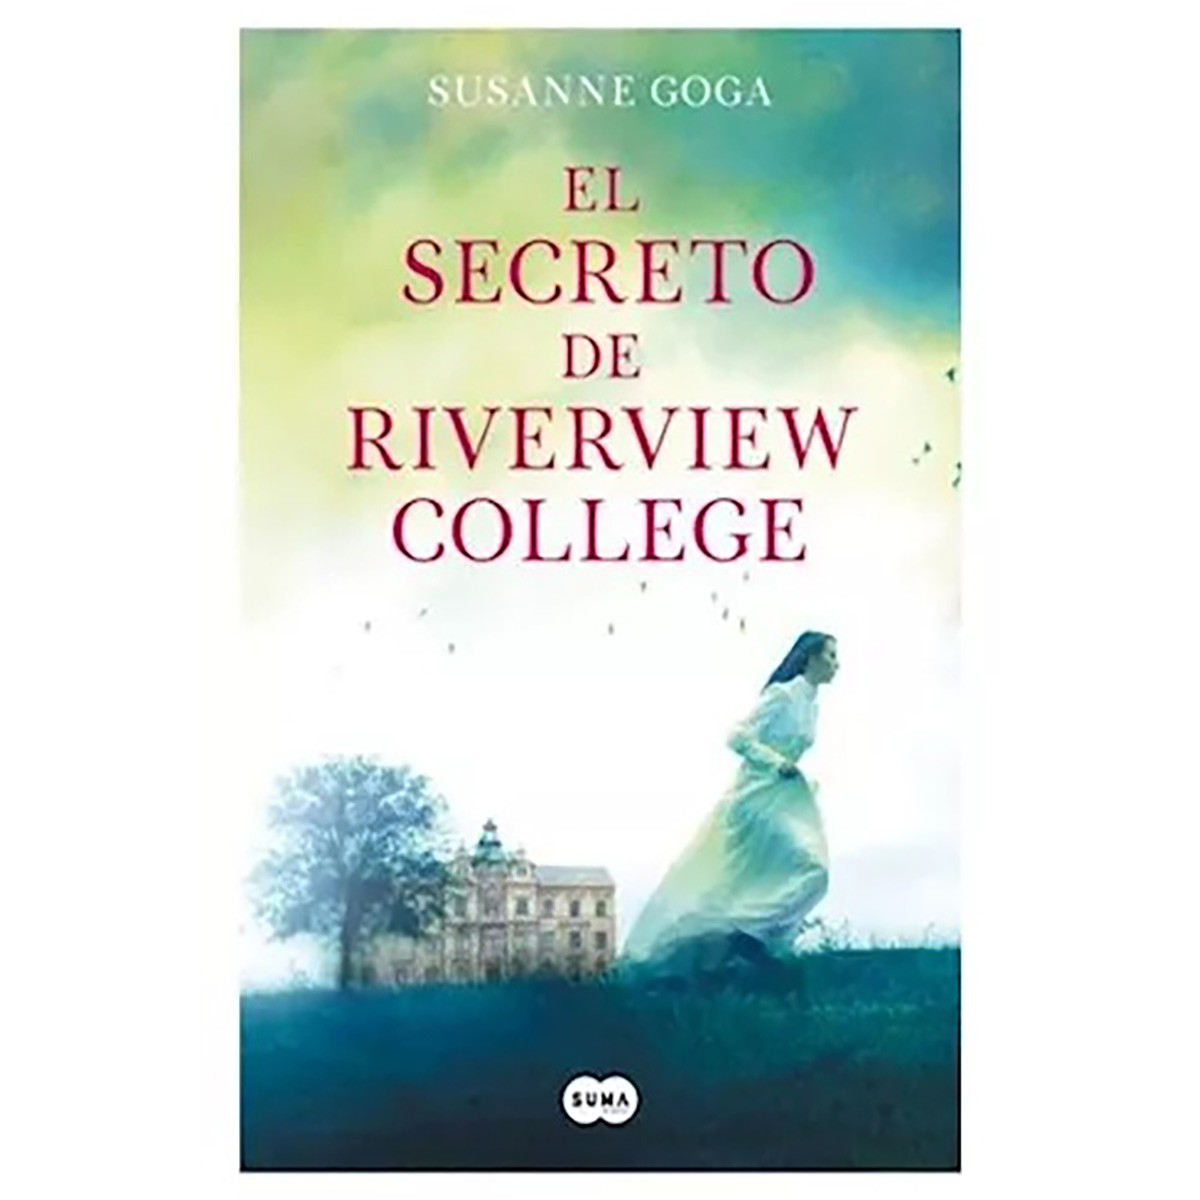 SUSANNE GOGA
EL
SECRETO
DE
RIVERVIEW
COLLEGE
SUMA